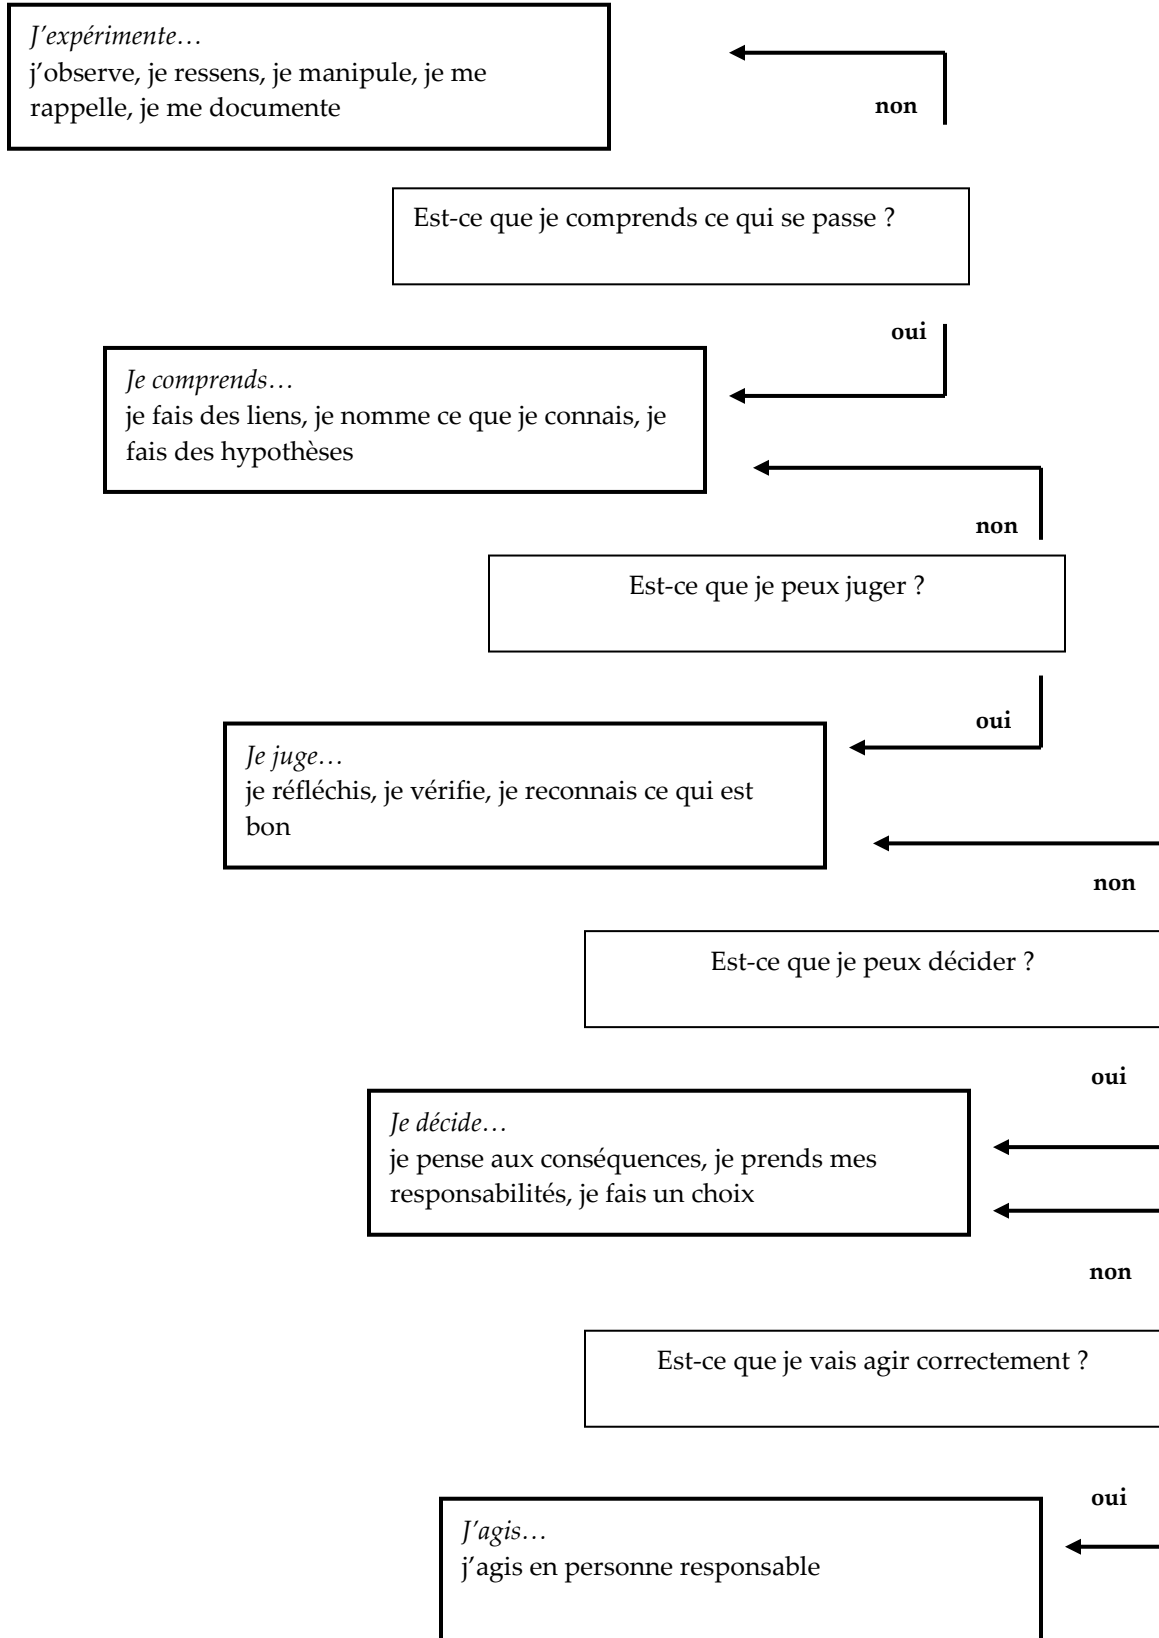 J’expérimente…
j’observe, je ressens, je manipule, je me
rappelle, je me documente
non
Est-ce que je comprends ce qui se passe ?
oui
Je comprends…
je fais des liens, je nomme ce que je connais, je
fais des hypothèses
non
Est-ce que je peux juger ?
oui
Je juge…
je réfléchis, je vérifie, je reconnais ce qui est
bon
non
Est-ce que je peux décider ?
oui
Je décide…
je pense aux conséquences, je prends mes
responsabilités, je fais un choix
non
Est-ce que je vais agir correctement ?
oui
J’agis…
j’agis en personne responsable